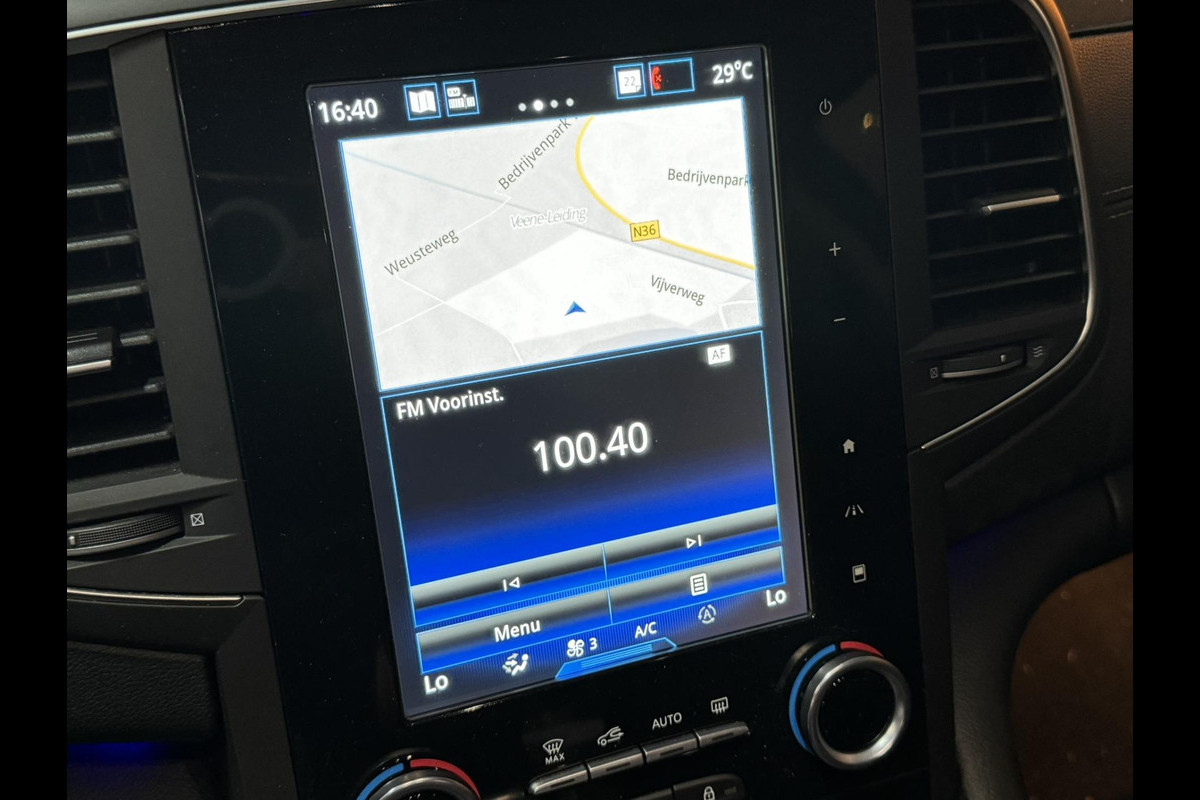 16:40
22
29°C
Bedrijvenpark
Bedrijvenpark
Veene-Leiding
Weusteweg
N36
Vijverweg
AF
FM Voorinst.
100.40
Menu
Lo
3
A/C
A
Lo
MAX
AUTO